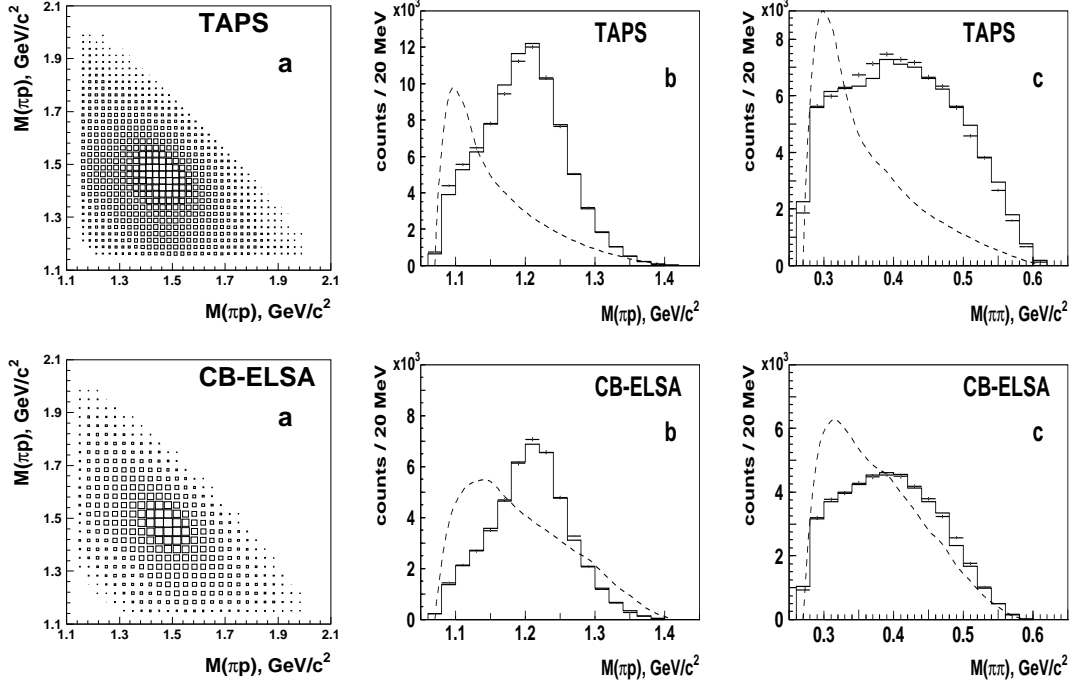 M(πp), GeV/c²
2.1
1.9
1.7
1.5
1.3
1.1
1.1 1.3 1.5 1.7 1.9 2.1
M(πp), GeV/c²
TAPS
a
x10³
counts / 20 MeV
14
12
10
8
6
4
2
0
1.1 1.2 1.3 1.4
M(πp), GeV/c²
TAPS
b
x10³
counts / 20 MeV
10
8
6
4
2
0
0.3 0.4 0.5 0.6
M(ππ), GeV/c²
TAPS
c
M(πp), GeV/c²
2.1
1.9
1.7
1.5
1.3
1.1
1.1 1.3 1.5 1.7 1.9 2.1
M(πp), GeV/c²
CB-ELSA
a
x10³
counts / 20 MeV
10
8
6
4
2
0
1.1 1.2 1.3 1.4
M(πp), GeV/c²
CB-ELSA
b
x10³
counts / 20 MeV
8
6
4
2
0
0.3 0.4 0.5 0.6
M(ππ), GeV/c²
CB-ELSA
c